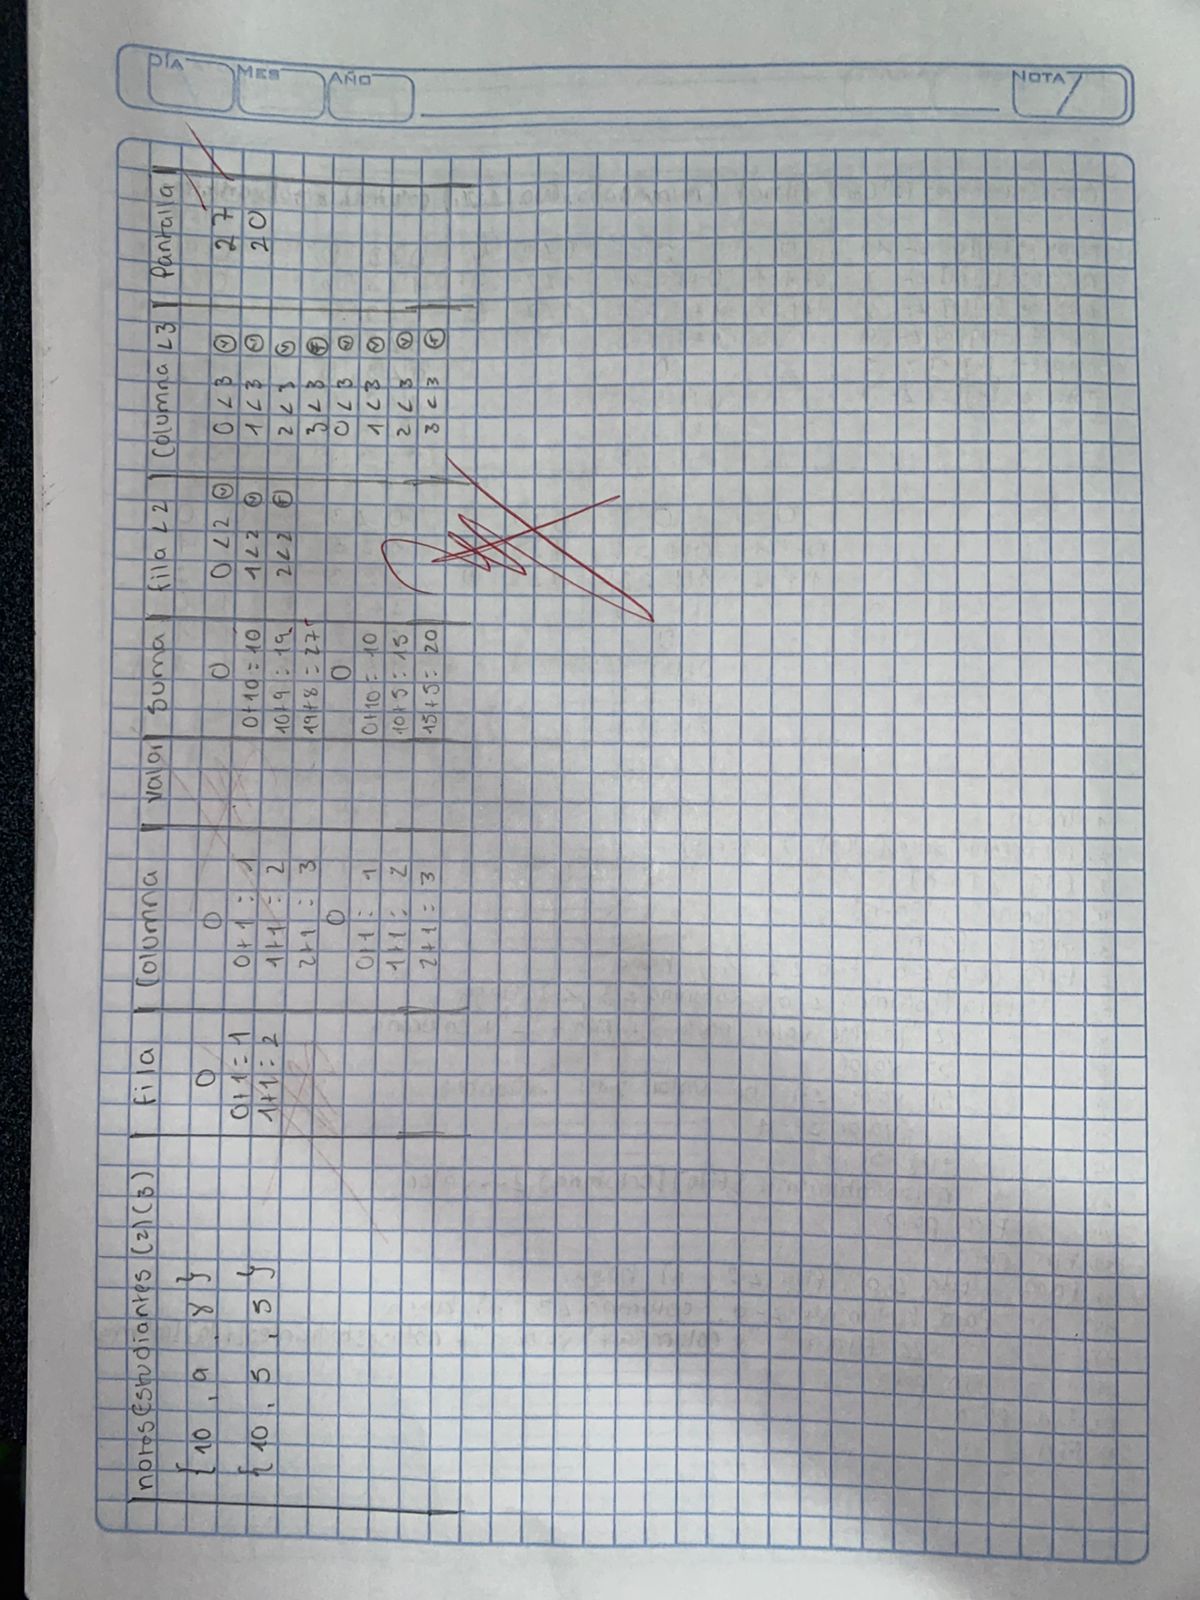 DÍA MES AÑO NOTA
notasEstudiantes (2)(3) | Fila | Columna | Valor | Suma | Fila <2 | Columna <3 | Pantalla
{ 10 , 9 , 8 } 0 0 0 0<2 (V) 0<3 (V) 27
{ 10 , 5 , 5 } 0+1=1 0+1=1 0+10=10 1<2 (V) 1<3 (V) 20
1+1=2 1+1=2 10+9=19 2<2 (F) 2<3 (V)
2+1=3 19+8=27 3<3 (F)
0 0 0<3 (V)
0+1=1 0+10=10 1<3 (V)
1+1=2 10+5=15 2<3 (V)
2+1=3 15+5=20 3<3 (F)